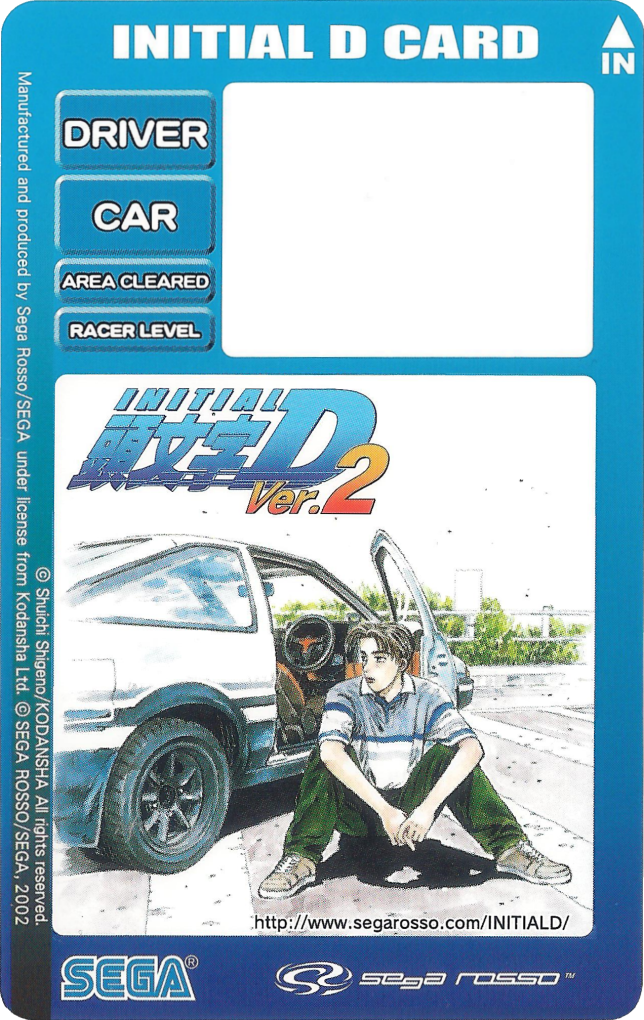 INITIAL D CARD
IN
DRIVER
CAR
AREA CLEARED
RACER LEVEL
INITIAL
頭文字D
Ver.2
http://www.segarosso.com/INITIALD/
SEGA®
sega rosso™
Manufactured and produced by Sega Rosso/SEGA under license from Kodansha Ltd. © SEGA ROSSO/SEGA, 2002
© Shuichi Shigeno/KODANSHA All rights reserved.